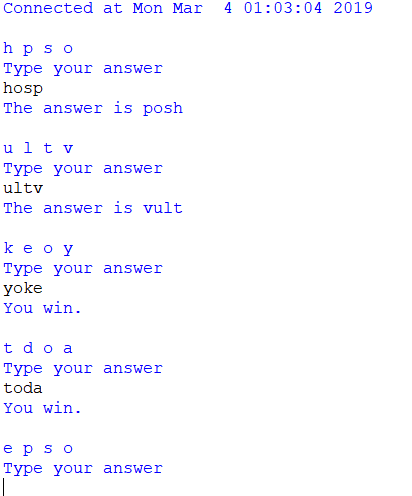 Connected at Mon Mar  4 01:03:04 2019
h p s o
Type your answer
hosp
The answer is posh
u l t v
Type your answer
ultv
The answer is vult
k e o y
Type your answer
yoke
You win.
t d o a
Type your answer
toda
You win.
e p s o
Type your answer